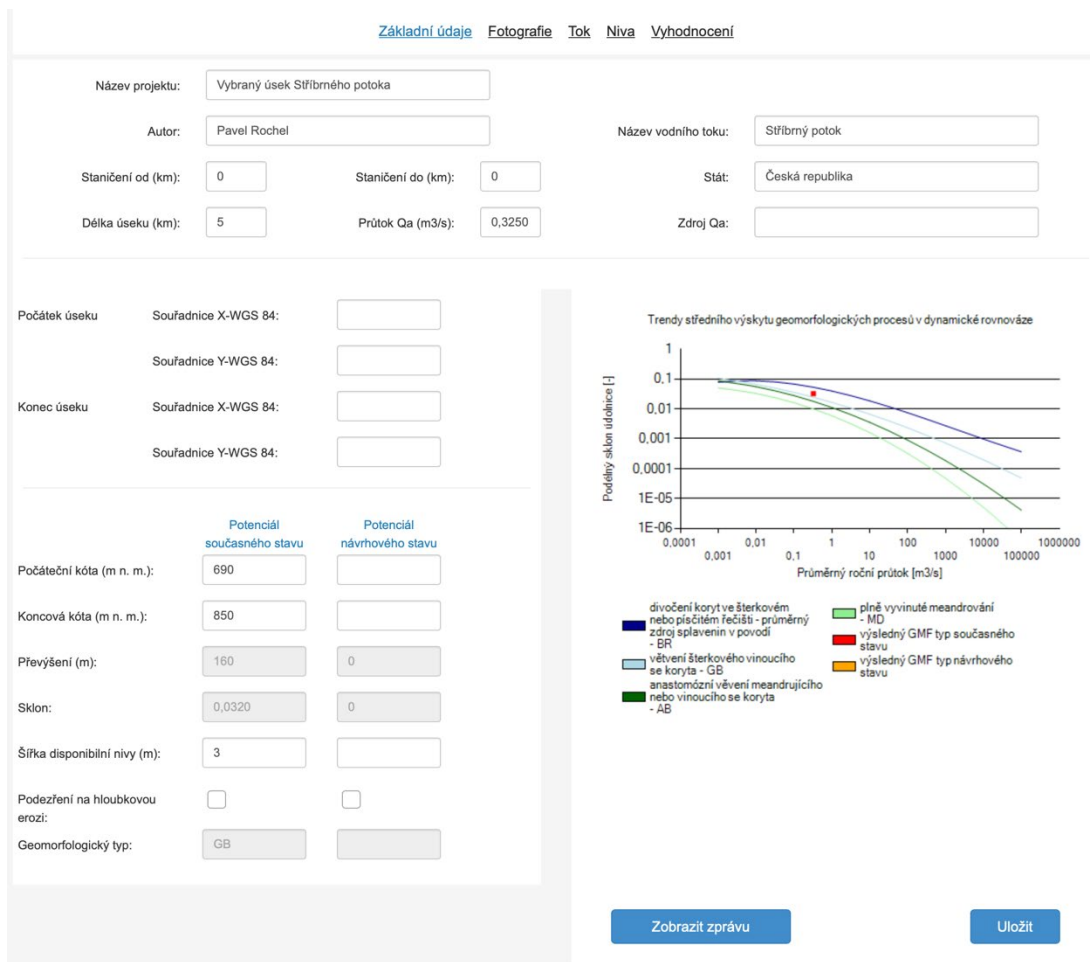 Základní údaje Fotografie Tok Niva Vyhodnocení
Název projektu: Vybraný úsek Stříbrného potoka
Autor: Pavel Rochel Název vodního toku: Stříbrný potok
Staničení od (km): 0 Staničení do (km): 0 Stát: Česká republika
Délka úseku (km): 5 Průtok Qa (m3/s): 0,3250 Zdroj Qa:
Počátek úseku Souřadnice X-WGS 84:
Souřadnice Y-WGS 84:
Konec úseku Souřadnice X-WGS 84:
Souřadnice Y-WGS 84:
Potenciál
současného stavu
Potenciál
návrhového stavu
Počáteční kóta (m n. m.): 690
Koncová kóta (m n. m.): 850
Převýšení (m): 160 0
Sklon: 0,0320 0
Šířka disponibilní nivy (m): 3
Podezření na hloubkovou
erozi:
Geomorfologický typ: GB
Trendy středního výskytu geomorfologických procesů v dynamické rovnováze
Podélný sklon údolnice [-]
1
0,1
0,01
0,001
0,0001
1E-05
1E-06
0,0001 0,01 1 100 10000 1000000
0,001 0,1 10 1000 100000
Průměrný roční průtok [m3/s]
divočení koryt ve šterkovém
nebo písčitém řečišti - průměrný
zdroj splavenin v povodí
- BR
větvení šterkového vinoucího
se koryta - GB
anastomózní věvení meandrujícího
nebo vinoucího se koryta
- AB
plně vyvinuté meandrování
- MD
výsledný GMF typ současného
stavu
výsledný GMF typ návrhového
stavu
Zobrazit zprávu Uložit